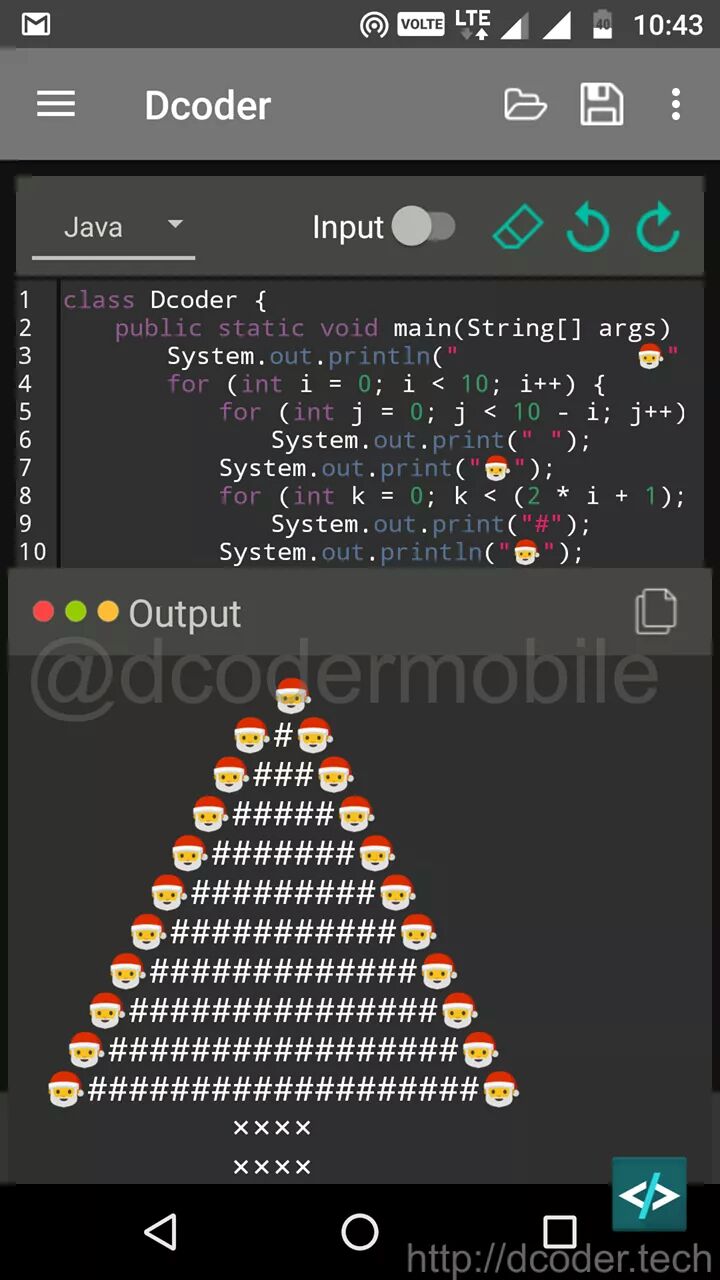 VOLTE LTE 40 10:43
Dcoder
Java Input
1 class Dcoder {
2 public static void main(String[] args)
3 System.out.println("         🎅"
4 for (int i = 0; i < 10; i++) {
5 for (int j = 0; j < 10 - i; j++)
6 System.out.print(" ");
7 System.out.print("🎅");
8 for (int k = 0; k < (2 * i + 1);
9 System.out.print("#");
10 System.out.println("🎅");
Output
@dcodermobile
🎅
🎅#🎅
🎅###🎅
🎅#####🎅
🎅#######🎅
🎅#########🎅
🎅###########🎅
🎅#############🎅
🎅###############🎅
🎅#################🎅
🎅###################🎅
××××
××××
</>
http://dcoder.tech